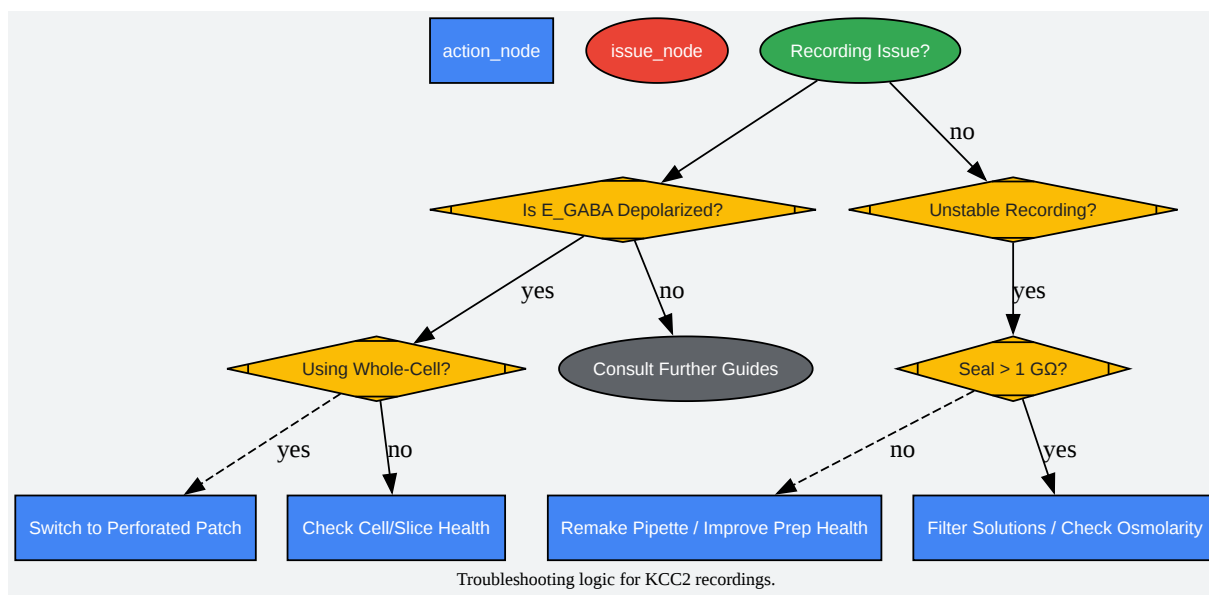 action_node
issue_node
Recording Issue?
no
Is E_GABA Depolarized?
Unstable Recording?
yes
no
yes
Using Whole-Cell?
Consult Further Guides
Seal > 1 GΩ?
yes
no
no
yes
Switch to Perforated Patch
Check Cell/Slice Health
Remake Pipette / Improve Prep Health
Filter Solutions / Check Osmolarity
Troubleshooting logic for KCC2 recordings.